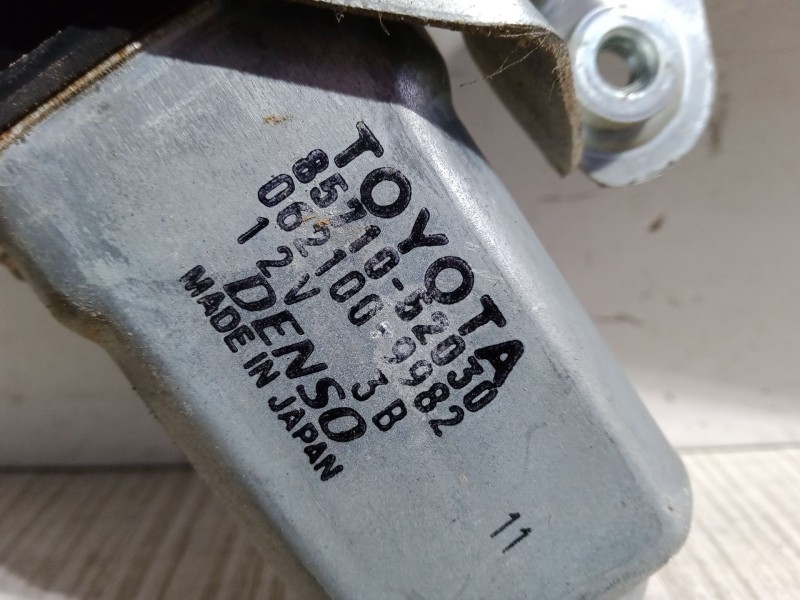 TOYOTA
85710-52030
062100-9982
12V 3B
DENSO
MADE IN JAPAN
11